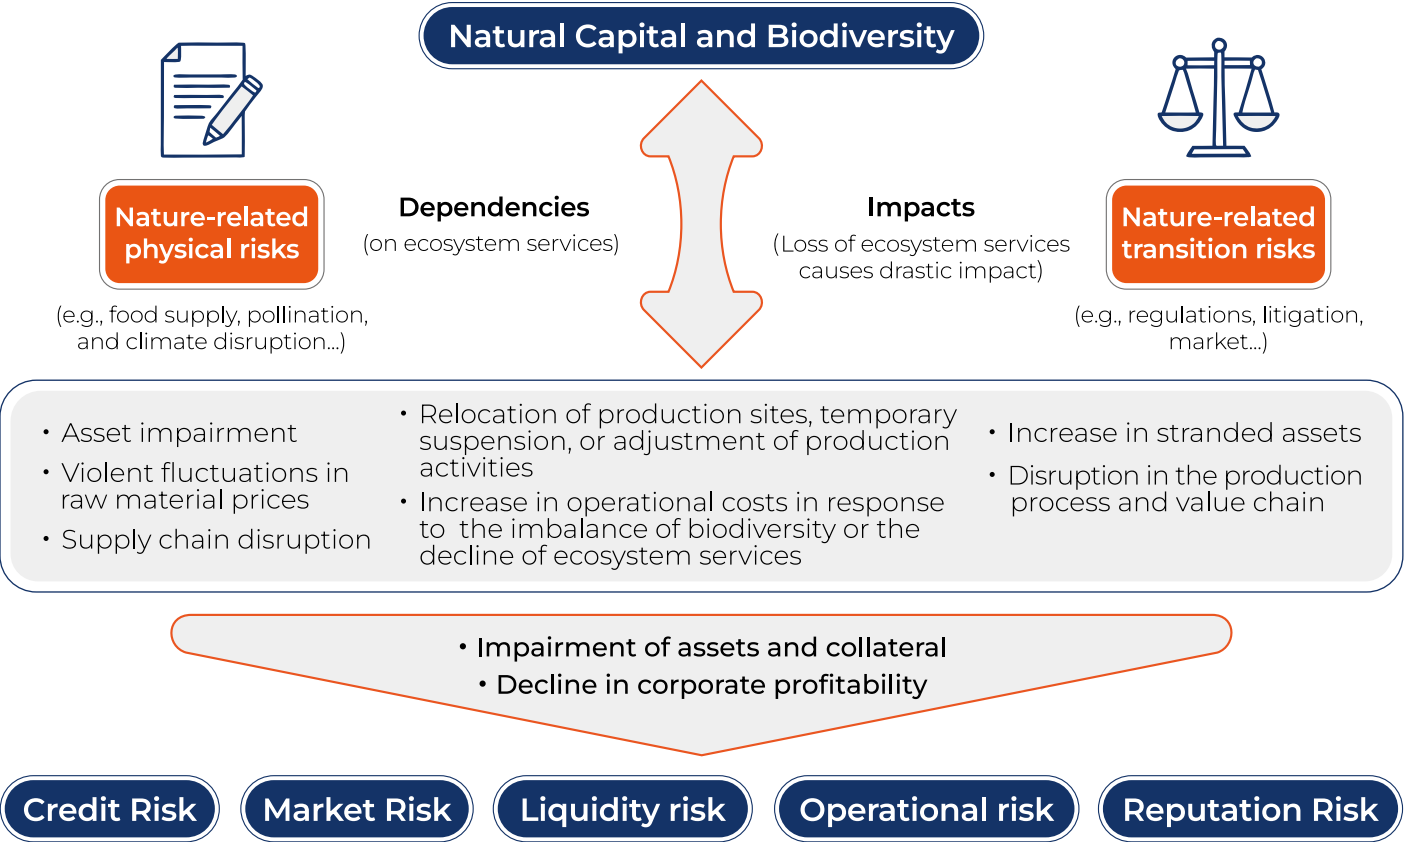 Natural Capital and Biodiversity
Nature-related
physical risks
(e.g., food supply, pollination,
and climate disruption...)
Dependencies
(on ecosystem services)
Impacts
(Loss of ecosystem services
causes drastic impact)
Nature-related
transition risks
(e.g., regulations, litigation,
market...)
• Asset impairment
• Violent fluctuations in
raw material prices
• Supply chain disruption
• Relocation of production sites, temporary
suspension, or adjustment of production
activities
• Increase in operational costs in response
to the imbalance of biodiversity or the
decline of ecosystem services
• Increase in stranded assets
• Disruption in the production
process and value chain
• Impairment of assets and collateral
• Decline in corporate profitability
Credit Risk
Market Risk
Liquidity risk
Operational risk
Reputation Risk